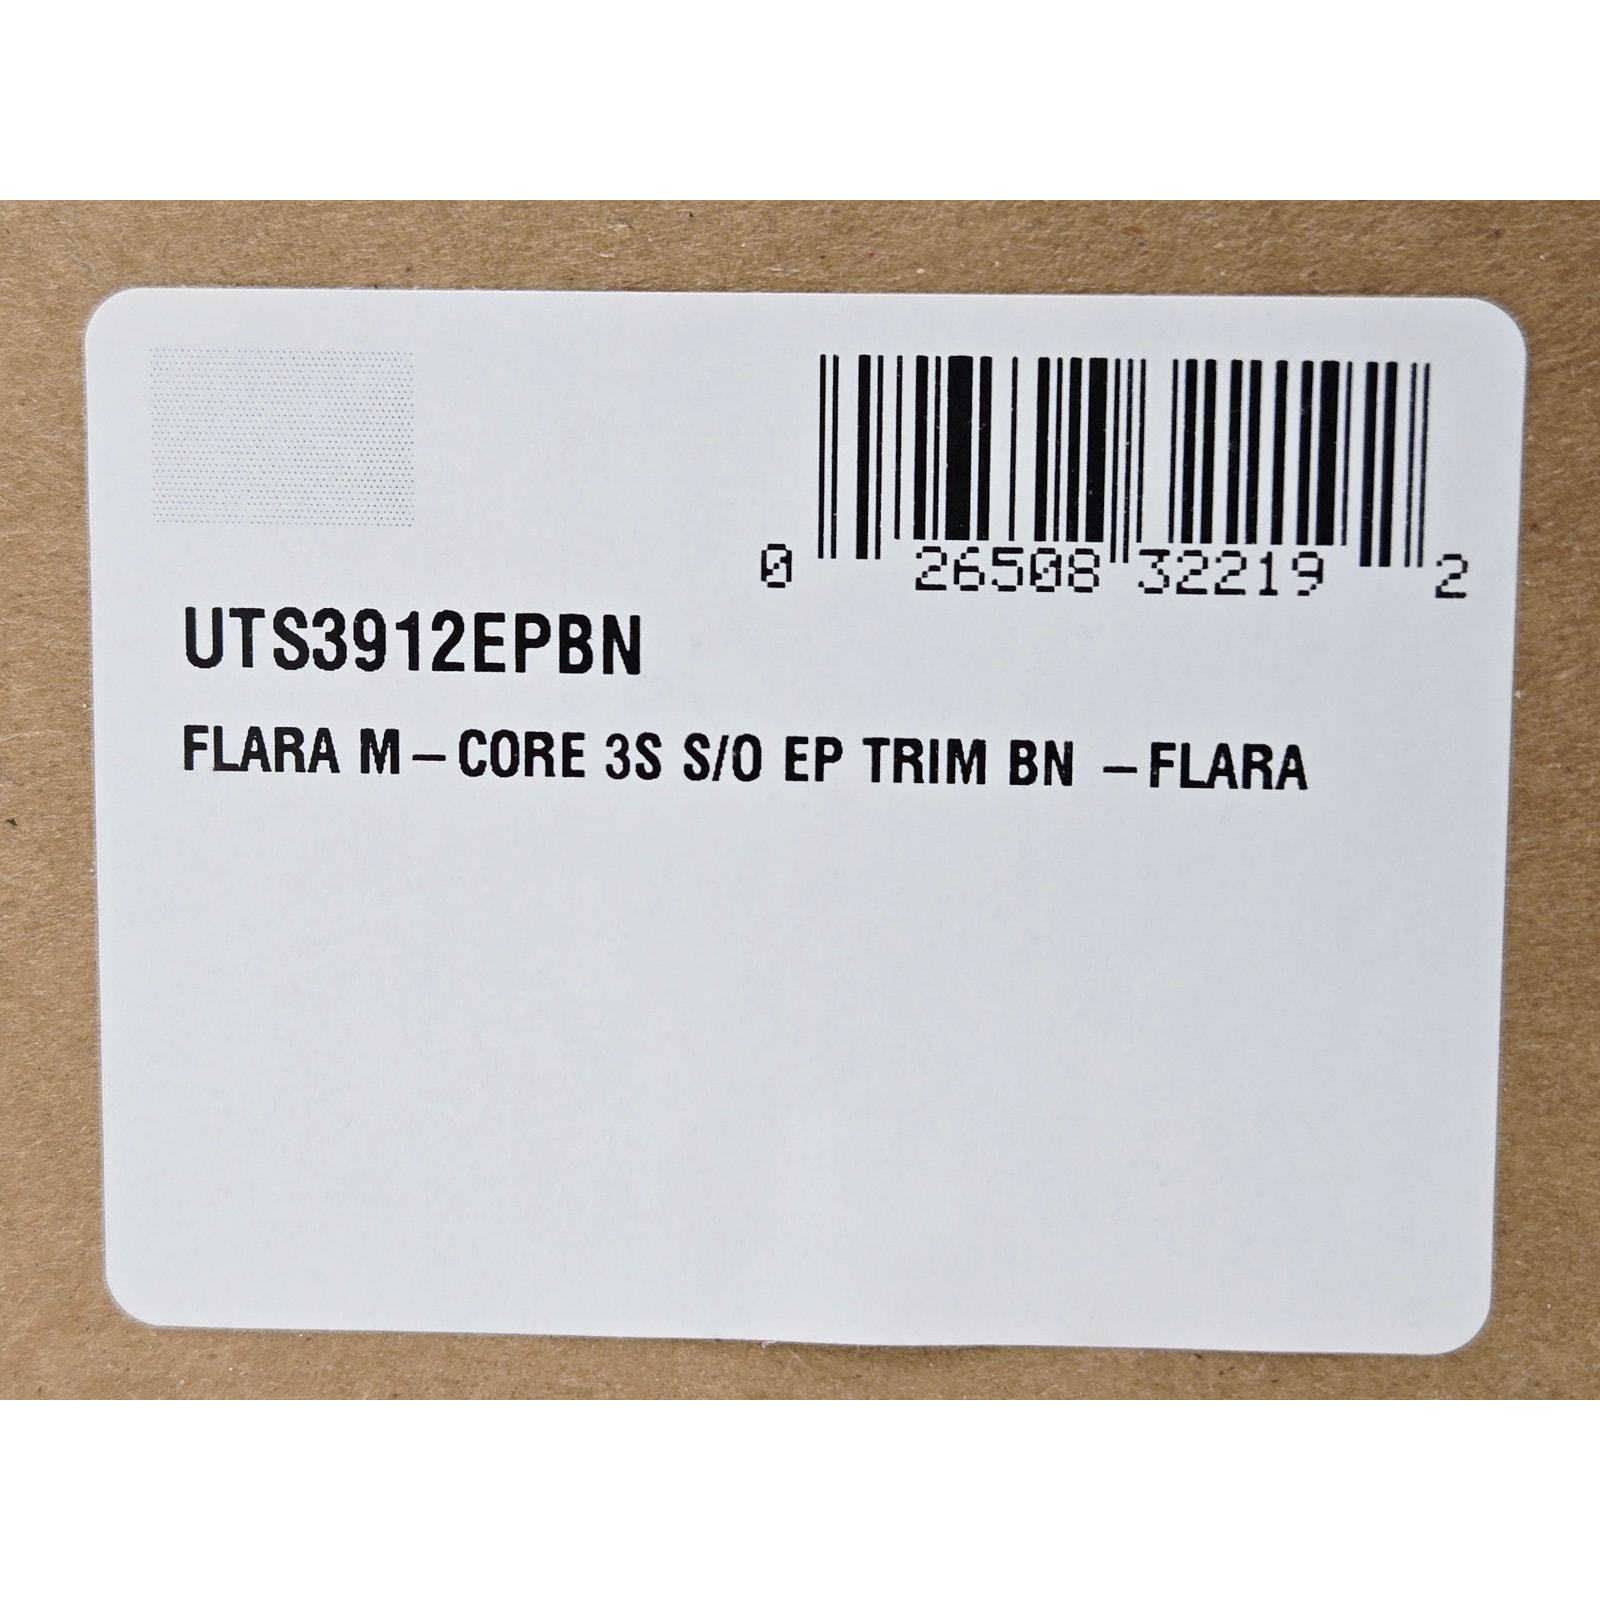 0 26508 32219 2
UTS3912EPBN
FLARA M-CORE 3S S/O EP TRIM BN -FLARA